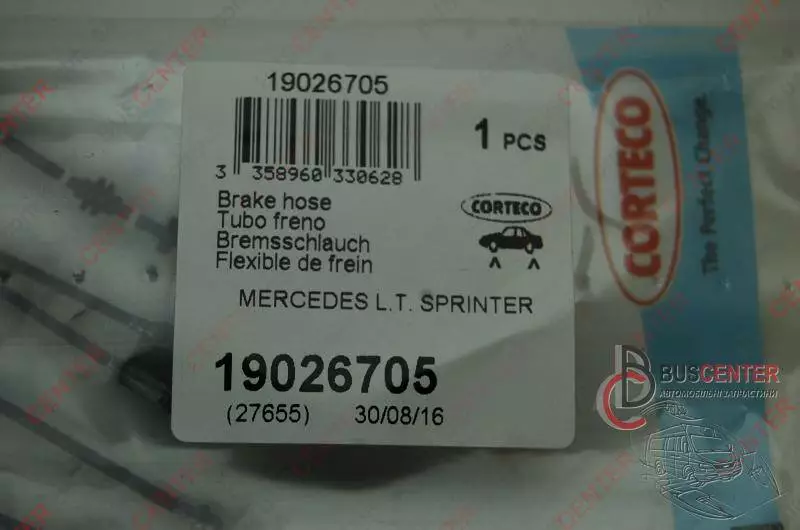 19026705
1 PCS
3 358960 330628
Brake hose
Tubo freno
Bremsschlauch
Flexible de frein
CORTECO
MERCEDES L.T. SPRINTER
19026705
(27655) 30/08/16
CORTECO
The Perfect Change.
BUSCENTER
АВТОМОБІЛЬНІ ЗАПЧАСТИНИ